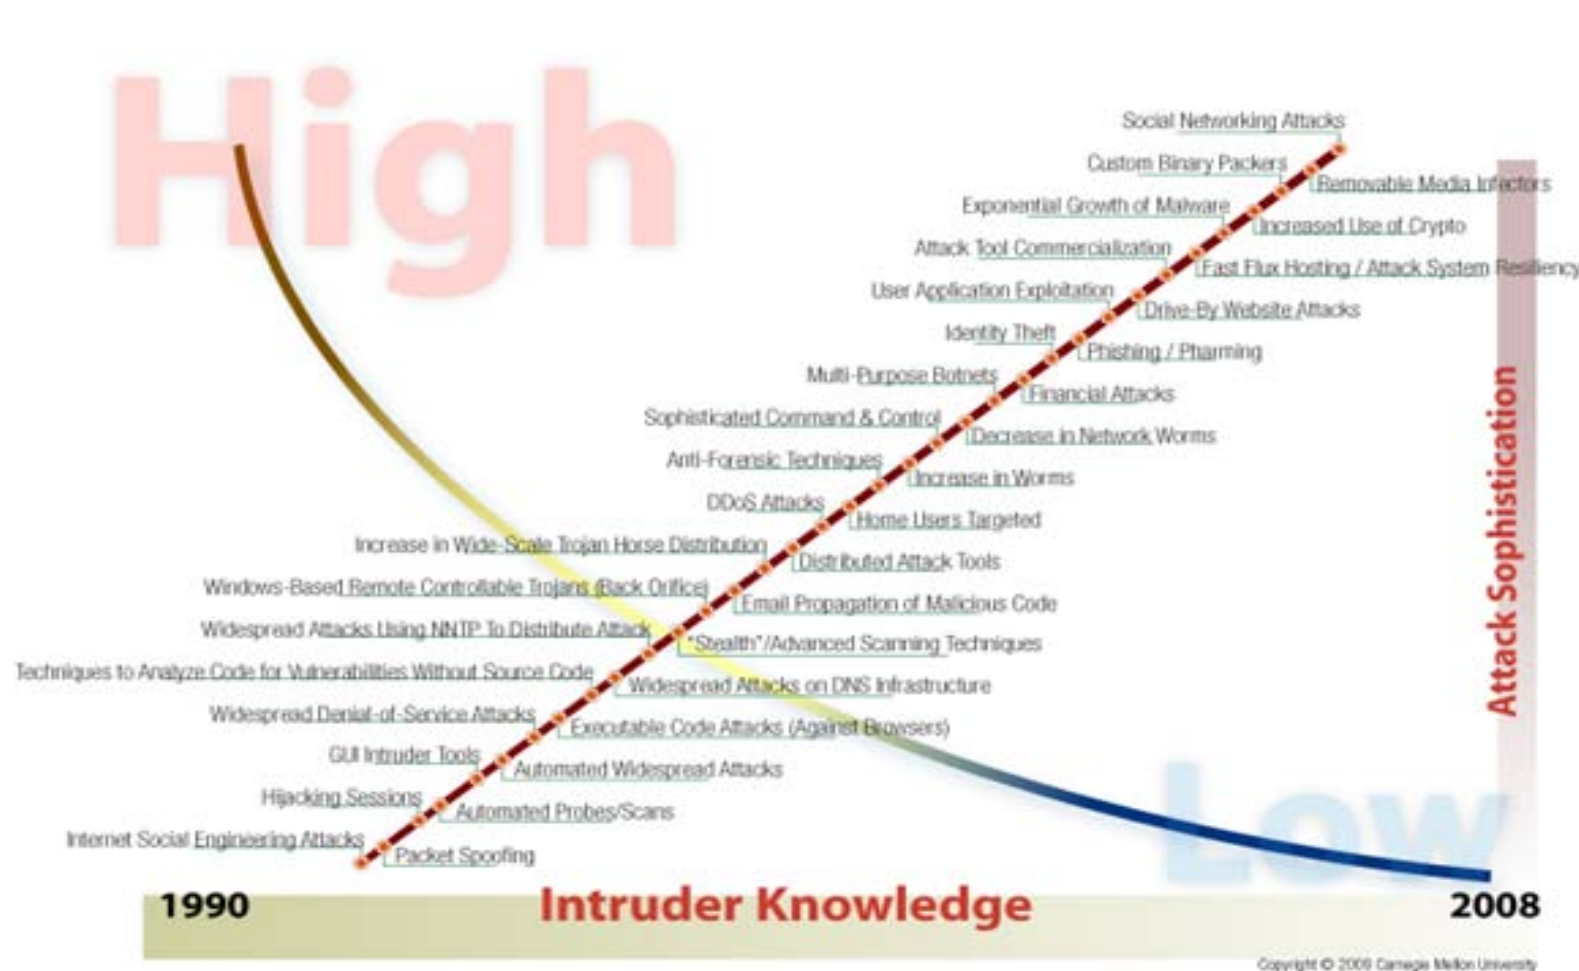 High
Social Networking Attacks
Custom Binary Packers
Removable Media Infectors
Exponential Growth of Malware
Increased Use of Crypto
Attack Tool Commercialization
Fast Flux Hosting / Attack System Resiliency
User Application Exploitation
Drive-By Website Attacks
Identity Theft
Phishing / Pharming
Multi-Purpose Botnets
Financial Attacks
Sophisticated Command & Control
Decrease in Network Worms
Anti-Forensic Techniques
Increase in Worms
DDoS Attacks
Home Users Targeted
Increase in Wide-Scale Trojan Horse Distribution
Distributed Attack Tools
Windows-Based Remote Controllable Trojans (Back Orifice)
Email Propagation of Malicious Code
Widespread Attacks Using NNTP To Distribute Attack
"Stealth"/Advanced Scanning Techniques
Techniques to Analyze Code for Vulnerabilities Without Source Code
Widespread Attacks on DNS Infrastructure
Widespread Denial-of-Service Attacks
Executable Code Attacks (Against Browsers)
GUI Intruder Tools
Automated Widespread Attacks
Hijacking Sessions
Automated Probes/Scans
Internet Social Engineering Attacks
Packet Spoofing
Attack Sophistication
Low
1990
Intruder Knowledge
2008
Copyright © 2009 Carnegie Mellon University